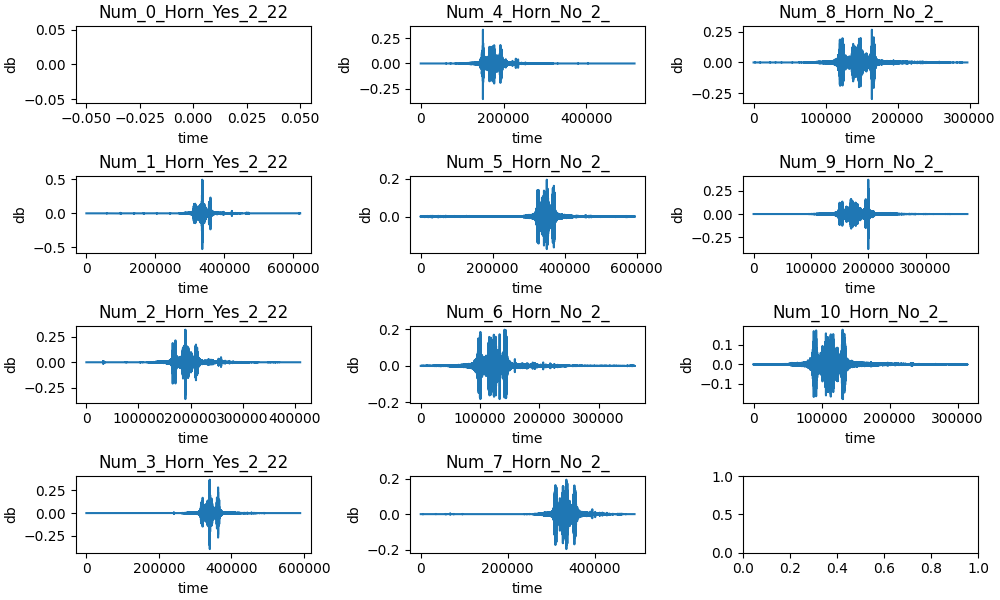 Num_0_Horn_Yes_2_22
0.05
0.00
−0.05
db
−0.050
−0.025
0.000
0.025
0.050
time
Num_4_Horn_No_2_
0.25
0.00
−0.25
db
0
200000
400000
time
Num_8_Horn_No_2_
0.25
0.00
−0.25
db
0
100000
200000
300000
time
Num_1_Horn_Yes_2_22
0.5
0.0
−0.5
db
0
200000
400000
600000
time
Num_5_Horn_No_2_
0.2
0.0
db
0
200000
400000
600000
time
Num_9_Horn_No_2_
0.25
0.00
−0.25
db
0
100000
200000
300000
time
Num_2_Horn_Yes_2_22
0.25
0.00
−0.25
db
0
100000
200000
300000
400000
time
Num_6_Horn_No_2_
0.2
0.0
−0.2
db
0
100000
200000
300000
time
Num_10_Horn_No_2_
0.1
0.0
−0.1
db
0
100000
200000
300000
time
Num_3_Horn_Yes_2_22
0.25
0.00
−0.25
db
0
200000
400000
600000
time
Num_7_Horn_No_2_
0.2
0.0
−0.2
db
0
200000
400000
time
1.0
0.5
0.0
0.0
0.2
0.4
0.6
0.8
1.0